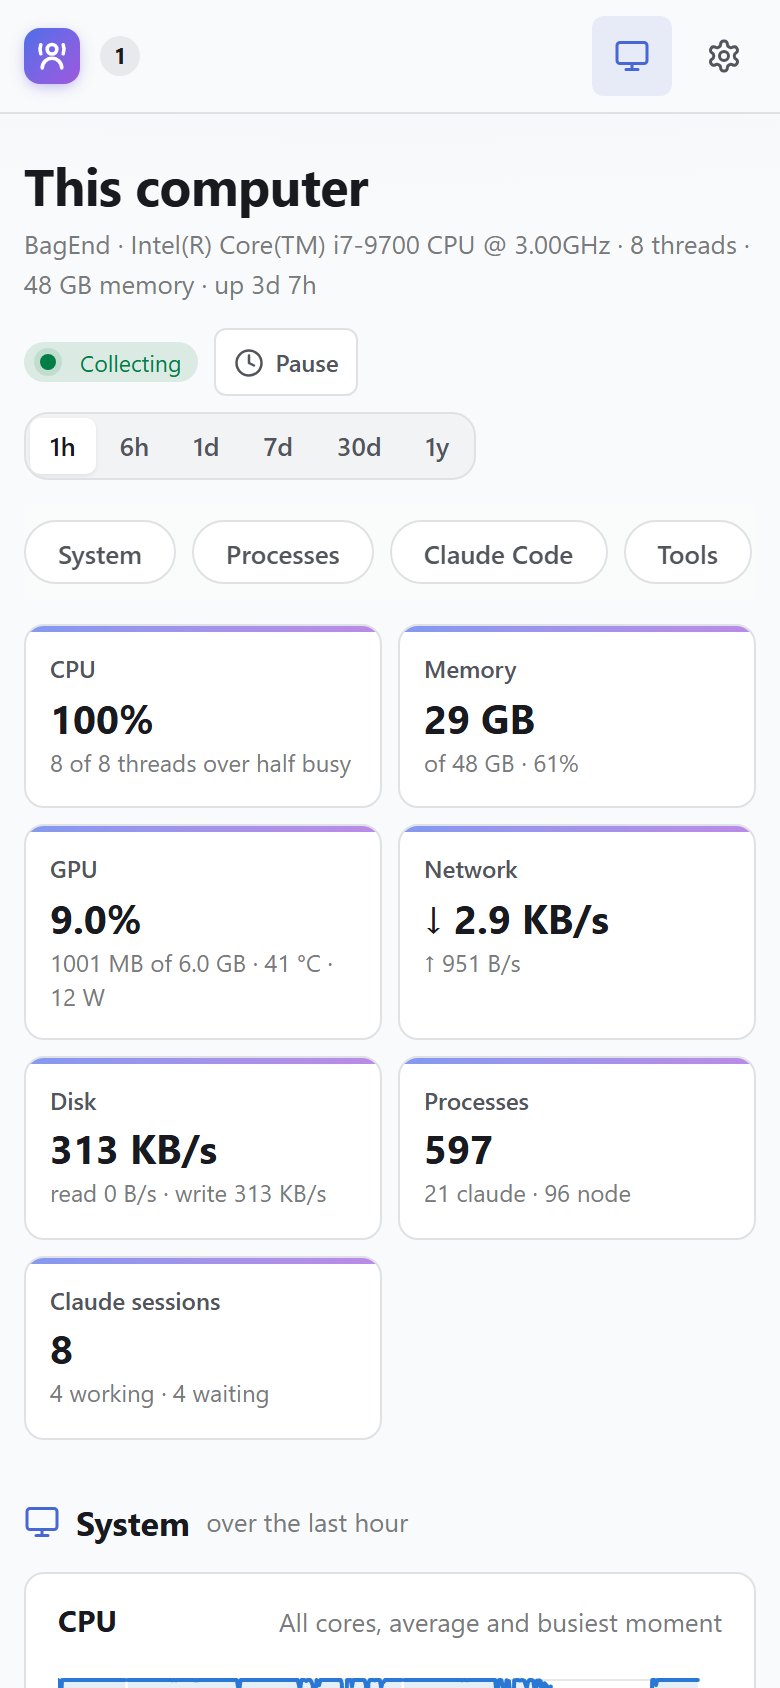 1
This computer
BagEnd · Intel(R) Core(TM) i7-9700 CPU @ 3.00GHz · 8 threads ·
48 GB memory · up 3d 7h
Collecting
Pause
1h 6h 1d 7d 30d 1y
System Processes Claude Code Tools
CPU
100%
8 of 8 threads over half busy
Memory
29 GB
of 48 GB · 61%
GPU
9.0%
1001 MB of 6.0 GB · 41 °C ·
12 W
Network
↓ 2.9 KB/s
↑ 951 B/s
Disk
313 KB/s
read 0 B/s · write 313 KB/s
Processes
597
21 claude · 96 node
Claude sessions
8
4 working · 4 waiting
System over the last hour
CPU All cores, average and busiest moment